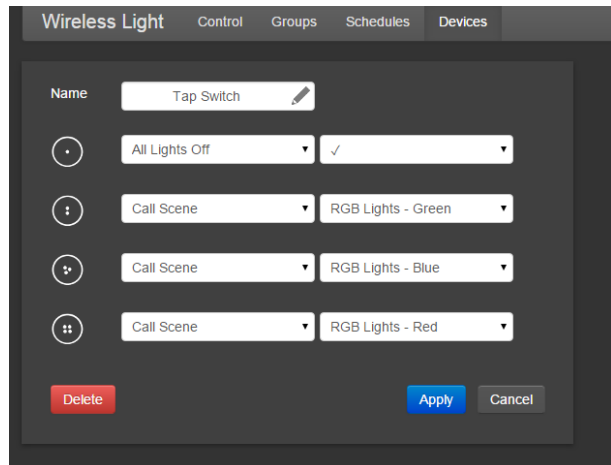 Wireless Light Control Groups Schedules Devices
Name Tap Switch
All Lights Off ✓
Call Scene RGB Lights - Green
Call Scene RGB Lights - Blue
Call Scene RGB Lights - Red
Delete Apply Cancel